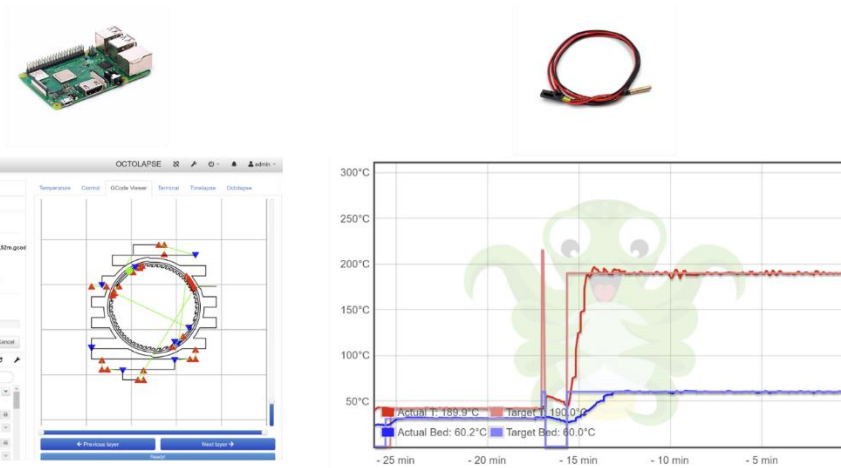 OCTOLAPSE
admin
Temperature Control GCode Viewer Terminal Timelapse Octolapse
Cancel
← Previous layer
Next layer →
Ready!
300°C
250°C
200°C
150°C
100°C
50°C
Actual T: 189.9°C Target T: 190.0°C
Actual Bed: 60.2°C Target Bed: 60.0°C
- 25 min - 20 min - 15 min - 10 min - 5 min